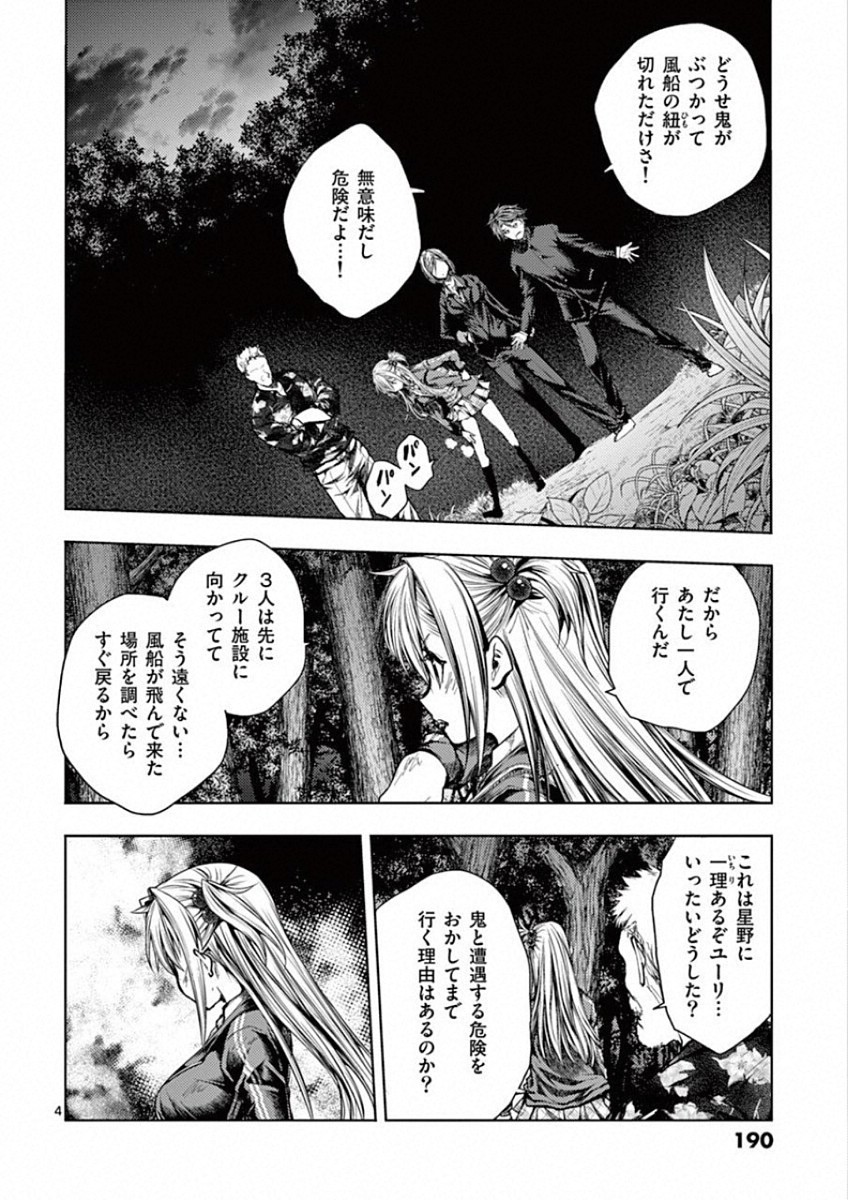 どうせ鬼が
ぶつかって
風船の紐が
ひも
切れただけさ！
無意味だし
危険だよ…！
パン
パン
だから
あたし一人で
行くんだ
3人は先に
クルー施設に
向かってて
そう遠くない…
風船が飛んで来た
場所を調べたら
すぐ戻るから
これは星野に
一理あるぞユーリ…
いちり
いったいどうした？
鬼と遭遇する危険を
おかしてまで
行く理由はあるのか？
4
190